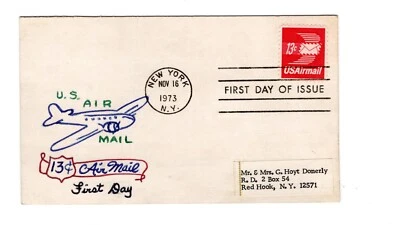 U.S. AIR
MAIL
13¢ Air Mail
First Day
NEW YORK
NOV 16
1973
N.Y.
13c
USAirmail
FIRST DAY OF ISSUE
Mr. & Mrs. G. Hoyt Donerly
R. D. 2 Box 54
Red Hook, N. Y. 12571